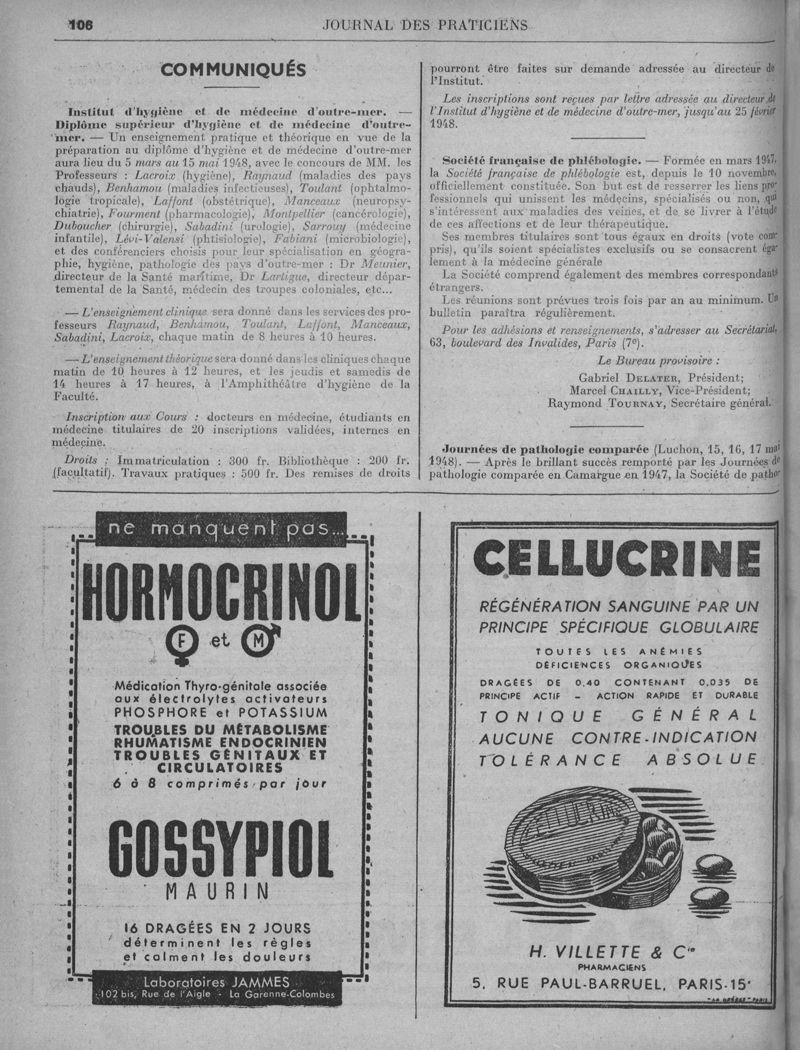 106
JOURNAL DES PRATICIENS
COMMUNIQUÉS
Institut d'hygiène et de médecine d'outre-mer. —
Diplôme supérieur d'hygiène et de médecine d'outre-
mer. — Un enseignement pratique et théorique en vue de la
préparation au diplôme d'hygiène et de médecine d'outre-mer
aura lieu du 5 mars au 15 mai 1948, avec le concours de MM. les
Professeurs : Lacroix (hygiène), Raynaud (maladies des pays
chauds), Benhamou (maladies infectieuses), Toulant (ophtalmo-
logie tropicale), Laffont (obstétrique), Manceaux (neuropsy-
chiatrie), Fourment (pharmacologie), Montpellier (cancérologie),
Duboucher (chirurgie), Sabadini (urologie), Sarrouy (médecine
infantile), Lévi-Valensi (phtisiologie), Fabiani (microbiologie),
et des conférenciers choisis pour leur spécialisation en géogra-
phie, hygiène, pathologie des pays d'outre-mer : Dr Meunier,
directeur de la Santé maritime, Dr Lartigue, directeur dépar-
temental de la Santé, médecin des troupes coloniales, etc...
— L'enseignement clinique sera donné dans les services des pro-
fesseurs Raynaud, Benhamou, Toulant, Laffont, Manceaux,
Sabadini, Lacroix, chaque matin de 8 heures à 10 heures.
— L'enseignement théorique sera donné dans les cliniques chaque
matin de 10 heures à 12 heures, et les jeudis et samedis de
14 heures à 17 heures, à l'Amphithéâtre d'hygiène de la
Faculté.
Inscription aux Cours : docteurs en médecine, étudiants en
médecine titulaires de 20 inscriptions validées, internes en
médecine.
Droits : Immatriculation : 300 fr. Bibliothèque : 200 fr.
(facultatif). Travaux pratiques : 500 fr. Des remises de droits
pourront être faites sur demande adressée au directeur de
l'Institut.
Les inscriptions sont reçues par lettre adressée au directeur de
l'Institut d'hygiène et de médecine d'outre-mer, jusqu'au 25 février
1948.
Société française de phlébologie. — Formée en mars 1947,
la Société française de phlébologie est, depuis le 10 novembre,
officiellement constituée. Son but est de resserrer les liens pro-
fessionnels qui unissent les médecins, spécialisés ou non, qui
s'intéressent aux maladies des veines, et de se livrer à l'étude
de ces affections et de leur thérapeutique.
Ses membres titulaires sont tous égaux en droits (vote com-
pris), qu'ils soient spécialistes exclusifs ou se consacrent éga-
lement à la médecine générale
La Société comprend également des membres correspondants
étrangers.
Les réunions sont prévues trois fois par an au minimum. Un
bulletin paraîtra régulièrement.
Pour les adhésions et renseignements, s'adresser au Secrétariat,
63, boulevard des Invalides, Paris (7e).
Le Bureau provisoire :
Gabriel DELATER, Président;
Marcel CHAILLY, Vice-Président;
Raymond TOURNAY, Secrétaire général.
Journées de pathologie comparée (Luchon, 15, 16, 17 mai
1948). — Après le brillant succès remporté par les Journées de
pathologie comparée en Camargue en 1947, la Société de patho-
ne manquent pas...
HORMOCRINOL
F et M
Médication Thyro-génitale associée
aux électrolytes activateurs
PHOSPHORE et POTASSIUM
TROUBLES DU MÉTABOLISME
RHUMATISME ENDOCRINIEN
TROUBLES GÉNITAUX ET
CIRCULATOIRES
6 à 8 comprimés par jour
GOSSYPIOL
MAURIN
16 DRAGÉES EN 2 JOURS
déterminent les règles
et calment les douleurs
Laboratoires JAMMES
102 bis, Rue de l'Aigle - La Garenne-Colombes
CELLUCRINE
RÉGÉNÉRATION SANGUINE PAR UN
PRINCIPE SPÉCIFIQUE GLOBULAIRE
TOUTES LES ANÉMIES
DÉFICIENCES ORGANIQUES
DRAGÉES DE 0.40 CONTENANT 0.035 DE
PRINCIPE ACTIF – ACTION RAPIDE ET DURABLE
TONIQUE GÉNÉRAL
AUCUNE CONTRE-INDICATION
TOLÉRANCE ABSOLUE
CELLUCRINE
H. VILLETTE & Cie
PHARMACIENS
5, RUE PAUL-BARRUEL, PARIS-15e